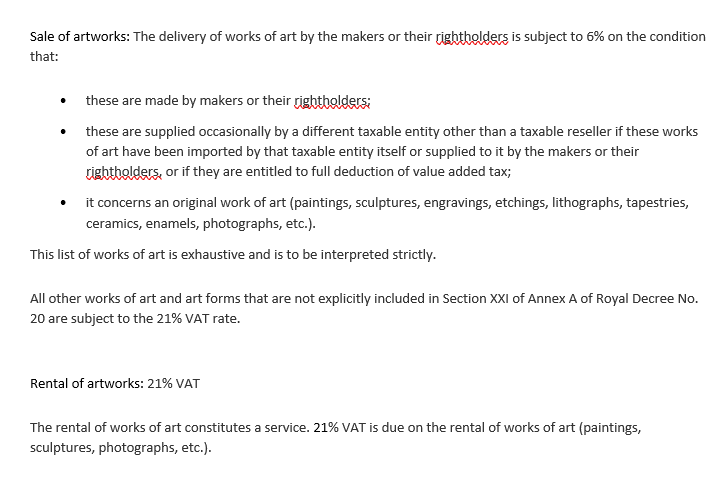 Sale of artworks: The delivery of works of art by the makers or their rightholders is subject to 6% on the condition
that:
• these are made by makers or their rightholders;
• these are supplied occasionally by a different taxable entity other than a taxable reseller if these works
of art have been imported by that taxable entity itself or supplied to it by the makers or their
rightholders, or if they are entitled to full deduction of value added tax;
• it concerns an original work of art (paintings, sculptures, engravings, etchings, lithographs, tapestries,
ceramics, enamels, photographs, etc.).
This list of works of art is exhaustive and is to be interpreted strictly.
All other works of art and art forms that are not explicitly included in Section XXI of Annex A of Royal Decree No.
20 are subject to the 21% VAT rate.
Rental of artworks: 21% VAT
The rental of works of art constitutes a service. 21% VAT is due on the rental of works of art (paintings,
sculptures, photographs, etc.).